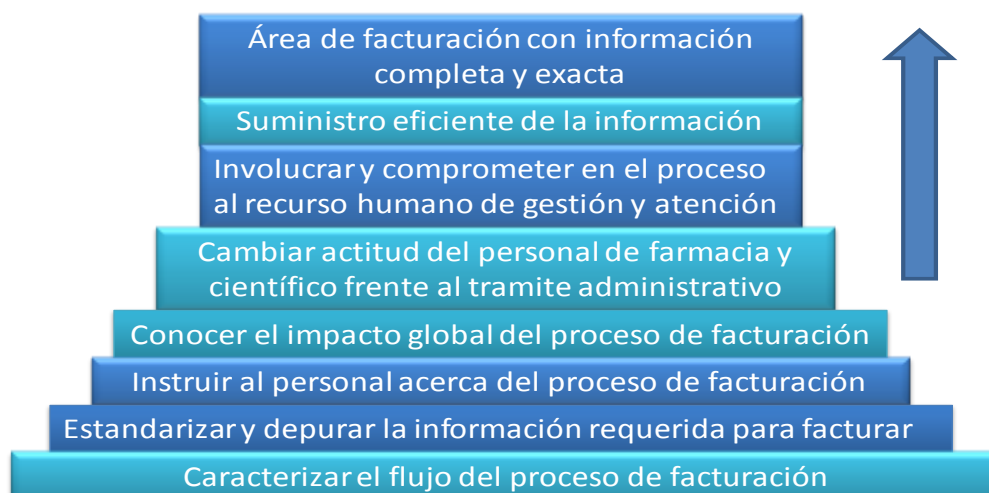 Área de facturación con información
completa y exacta
Suministro eficiente de la información
Involucrar y comprometer en el proceso
al recurso humano de gestión y atención
Cambiar actitud del personal de farmacia y
científico frente al tramite administrativo
Conocer el impacto global del proceso de facturación
Instruir al personal acerca del proceso de facturación
Estandarizar y depurar la información requerida para facturar
Caracterizar el flujo del proceso de facturación